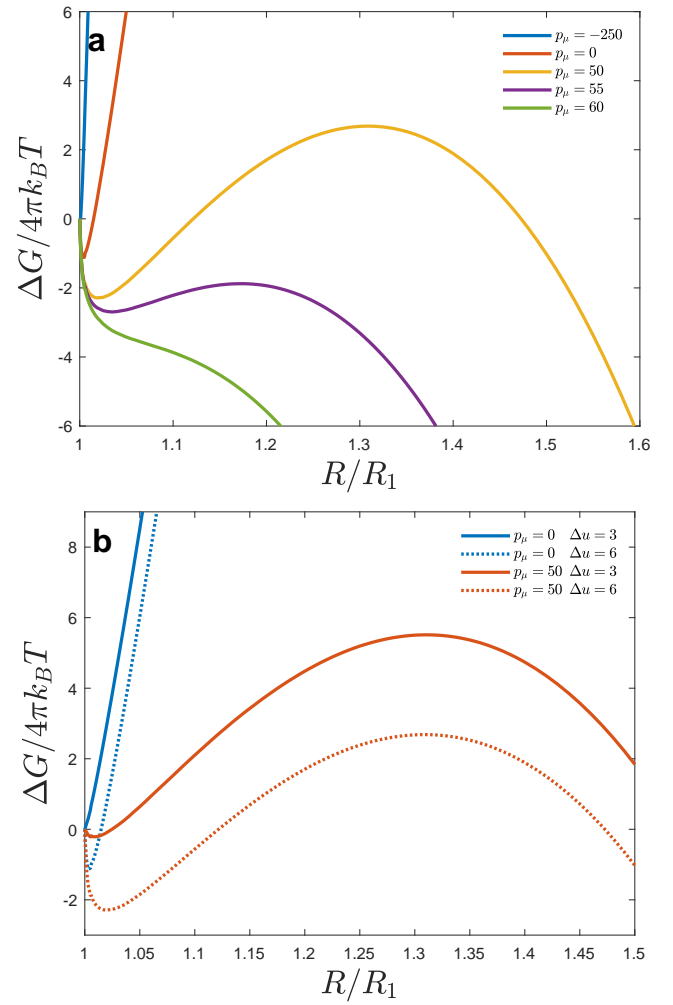 a
6
4
2
0
-2
-4
-6
ΔG/4πk_BT
p_μ = −250
p_μ = 0
p_μ = 50
p_μ = 55
p_μ = 60
1 1.1 1.2 1.3 1.4 1.5 1.6
R/R_1
b
8
6
4
2
0
-2
ΔG/4πk_BT
p_μ = 0 Δu = 3
p_μ = 0 Δu = 6
p_μ = 50 Δu = 3
p_μ = 50 Δu = 6
1 1.05 1.1 1.15 1.2 1.25 1.3 1.35 1.4 1.45 1.5
R/R_1